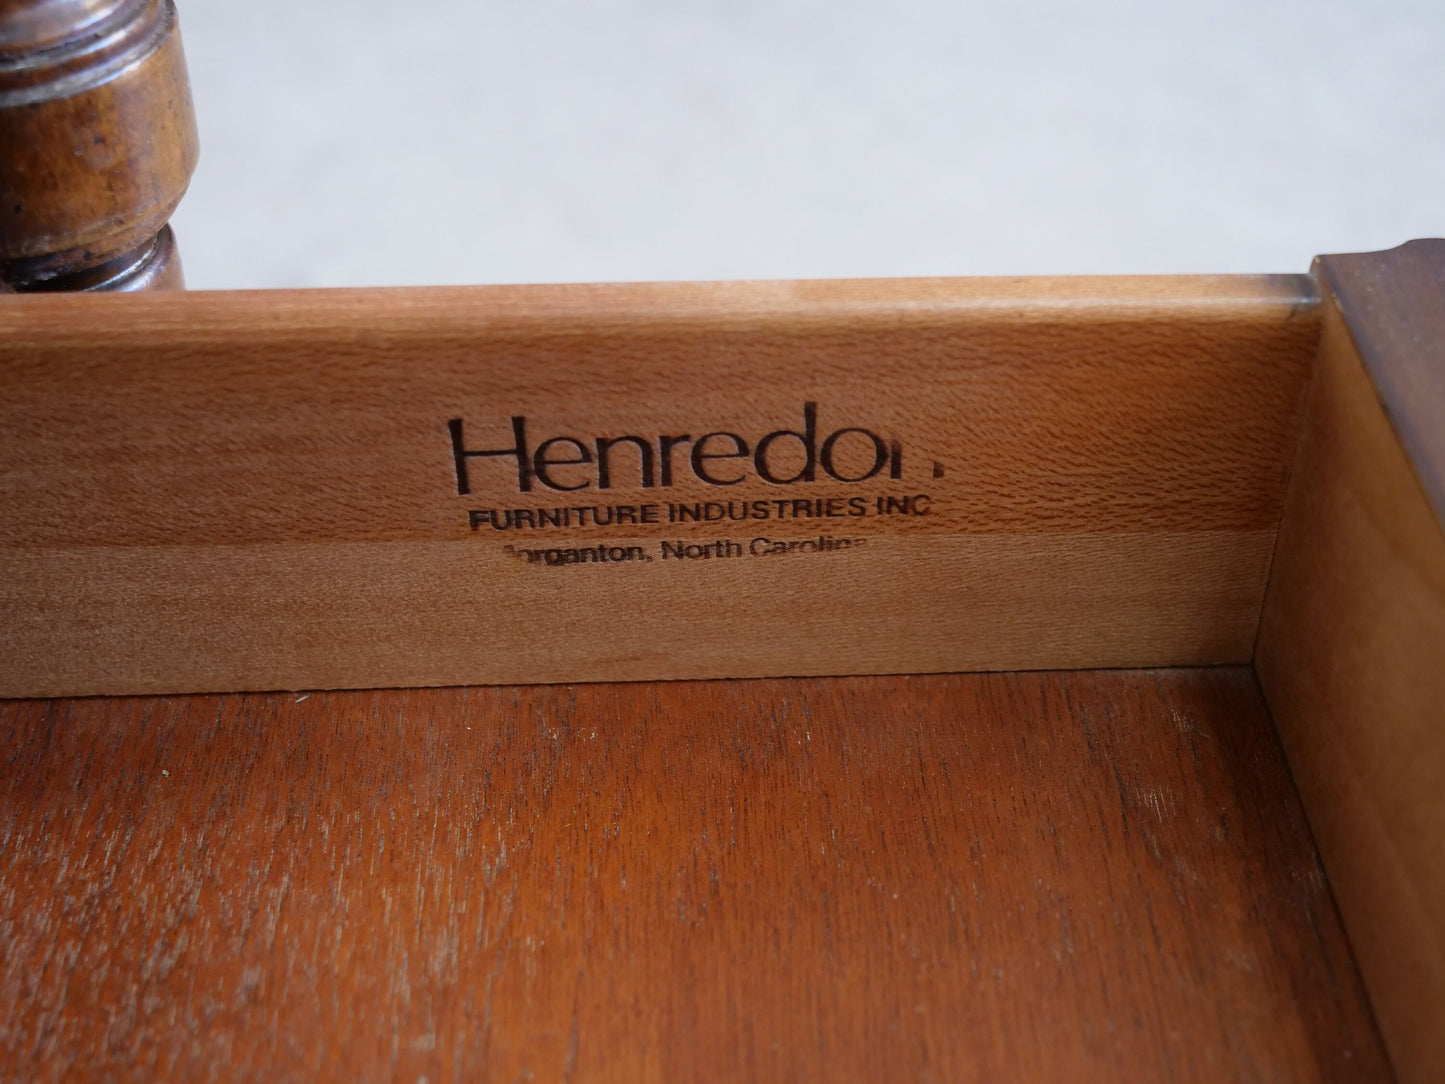 Henredon
FURNITURE INDUSTRIES INC
Morganton, North Carolina